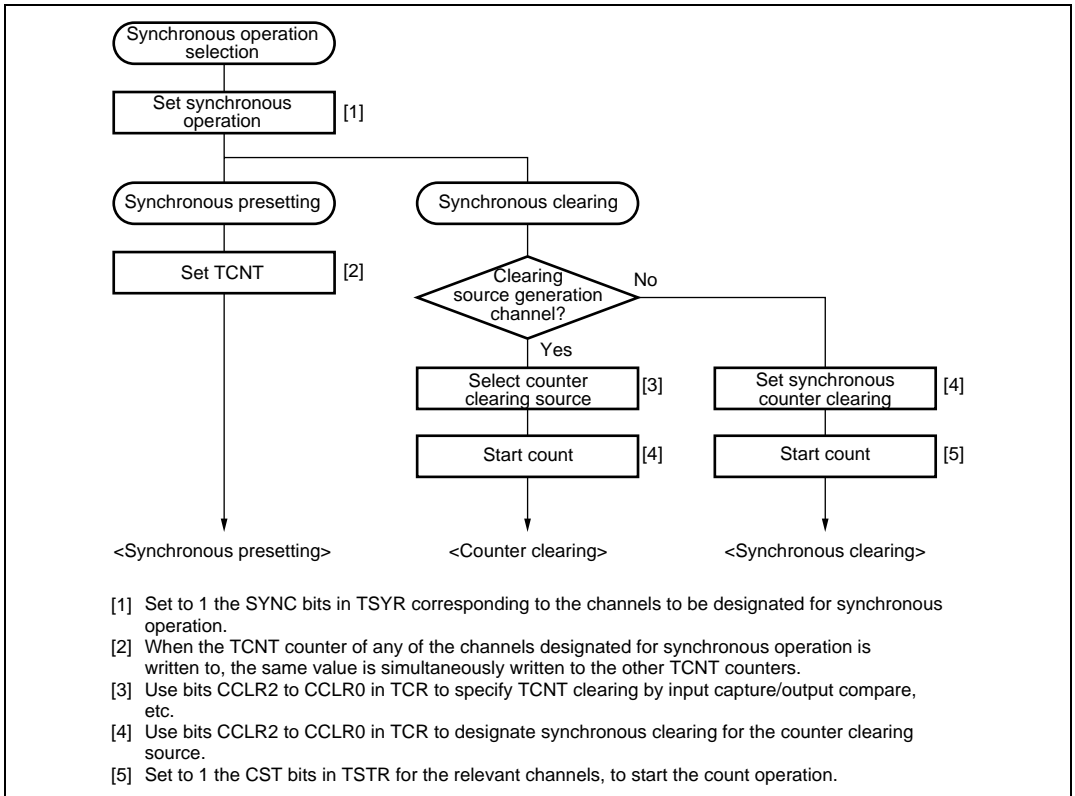 Synchronous operation
selection
Set synchronous
operation
[1]
Synchronous presetting
Synchronous clearing
Set TCNT
[2]
Clearing
source generation
channel?
No
Yes
Select counter
clearing source
[3]
Set synchronous
counter clearing
[4]
Start count
[4]
Start count
[5]
<Synchronous presetting>
<Counter clearing>
<Synchronous clearing>
[1] Set to 1 the SYNC bits in TSYR corresponding to the channels to be designated for synchronous
operation.
[2] When the TCNT counter of any of the channels designated for synchronous operation is
written to, the same value is simultaneously written to the other TCNT counters.
[3] Use bits CCLR2 to CCLR0 in TCR to specify TCNT clearing by input capture/output compare,
etc.
[4] Use bits CCLR2 to CCLR0 in TCR to designate synchronous clearing for the counter clearing
source.
[5] Set to 1 the CST bits in TSTR for the relevant channels, to start the count operation.